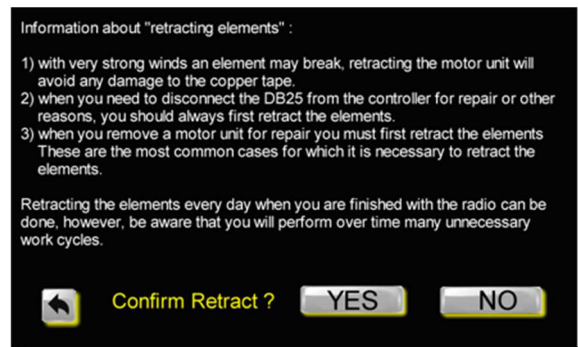 Information about "retracting elements" :
1) with very strong winds an element may break, retracting the motor unit will
avoid any damage to the copper tape.
2) when you need to disconnect the DB25 from the controller for repair or other
reasons, you should always first retract the elements.
3) when you remove a motor unit for repair you must first retract the elements
These are the most common cases for which it is necessary to retract the
elements.
Retracting the elements every day when you are finished with the radio can be
done, however, be aware that you will perform over time many unnecessary
work cycles.
Confirm Retract ? YES NO